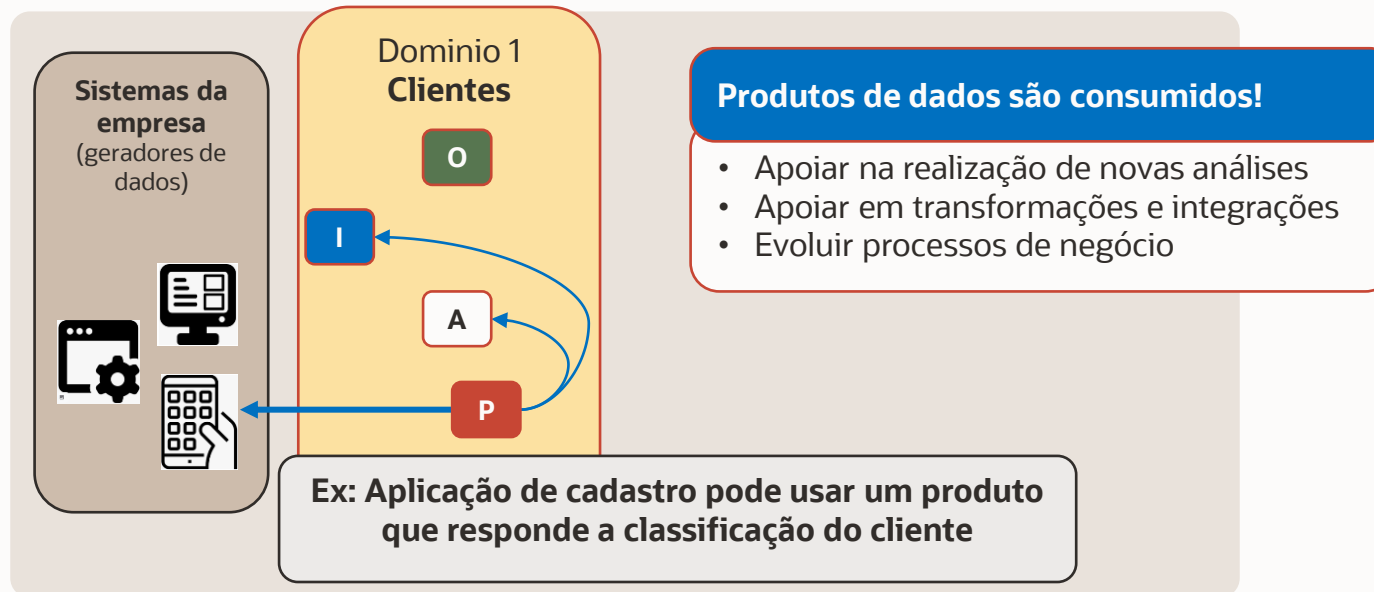 Sistemas da
empresa
(geradores de
dados)
Dominio 1
Clientes
O
I
A
P
Produtos de dados são consumidos!
• Apoiar na realização de novas análises
• Apoiar em transformações e integrações
• Evoluir processos de negócio
Ex: Aplicação de cadastro pode usar um produto
que responde a classificação do cliente